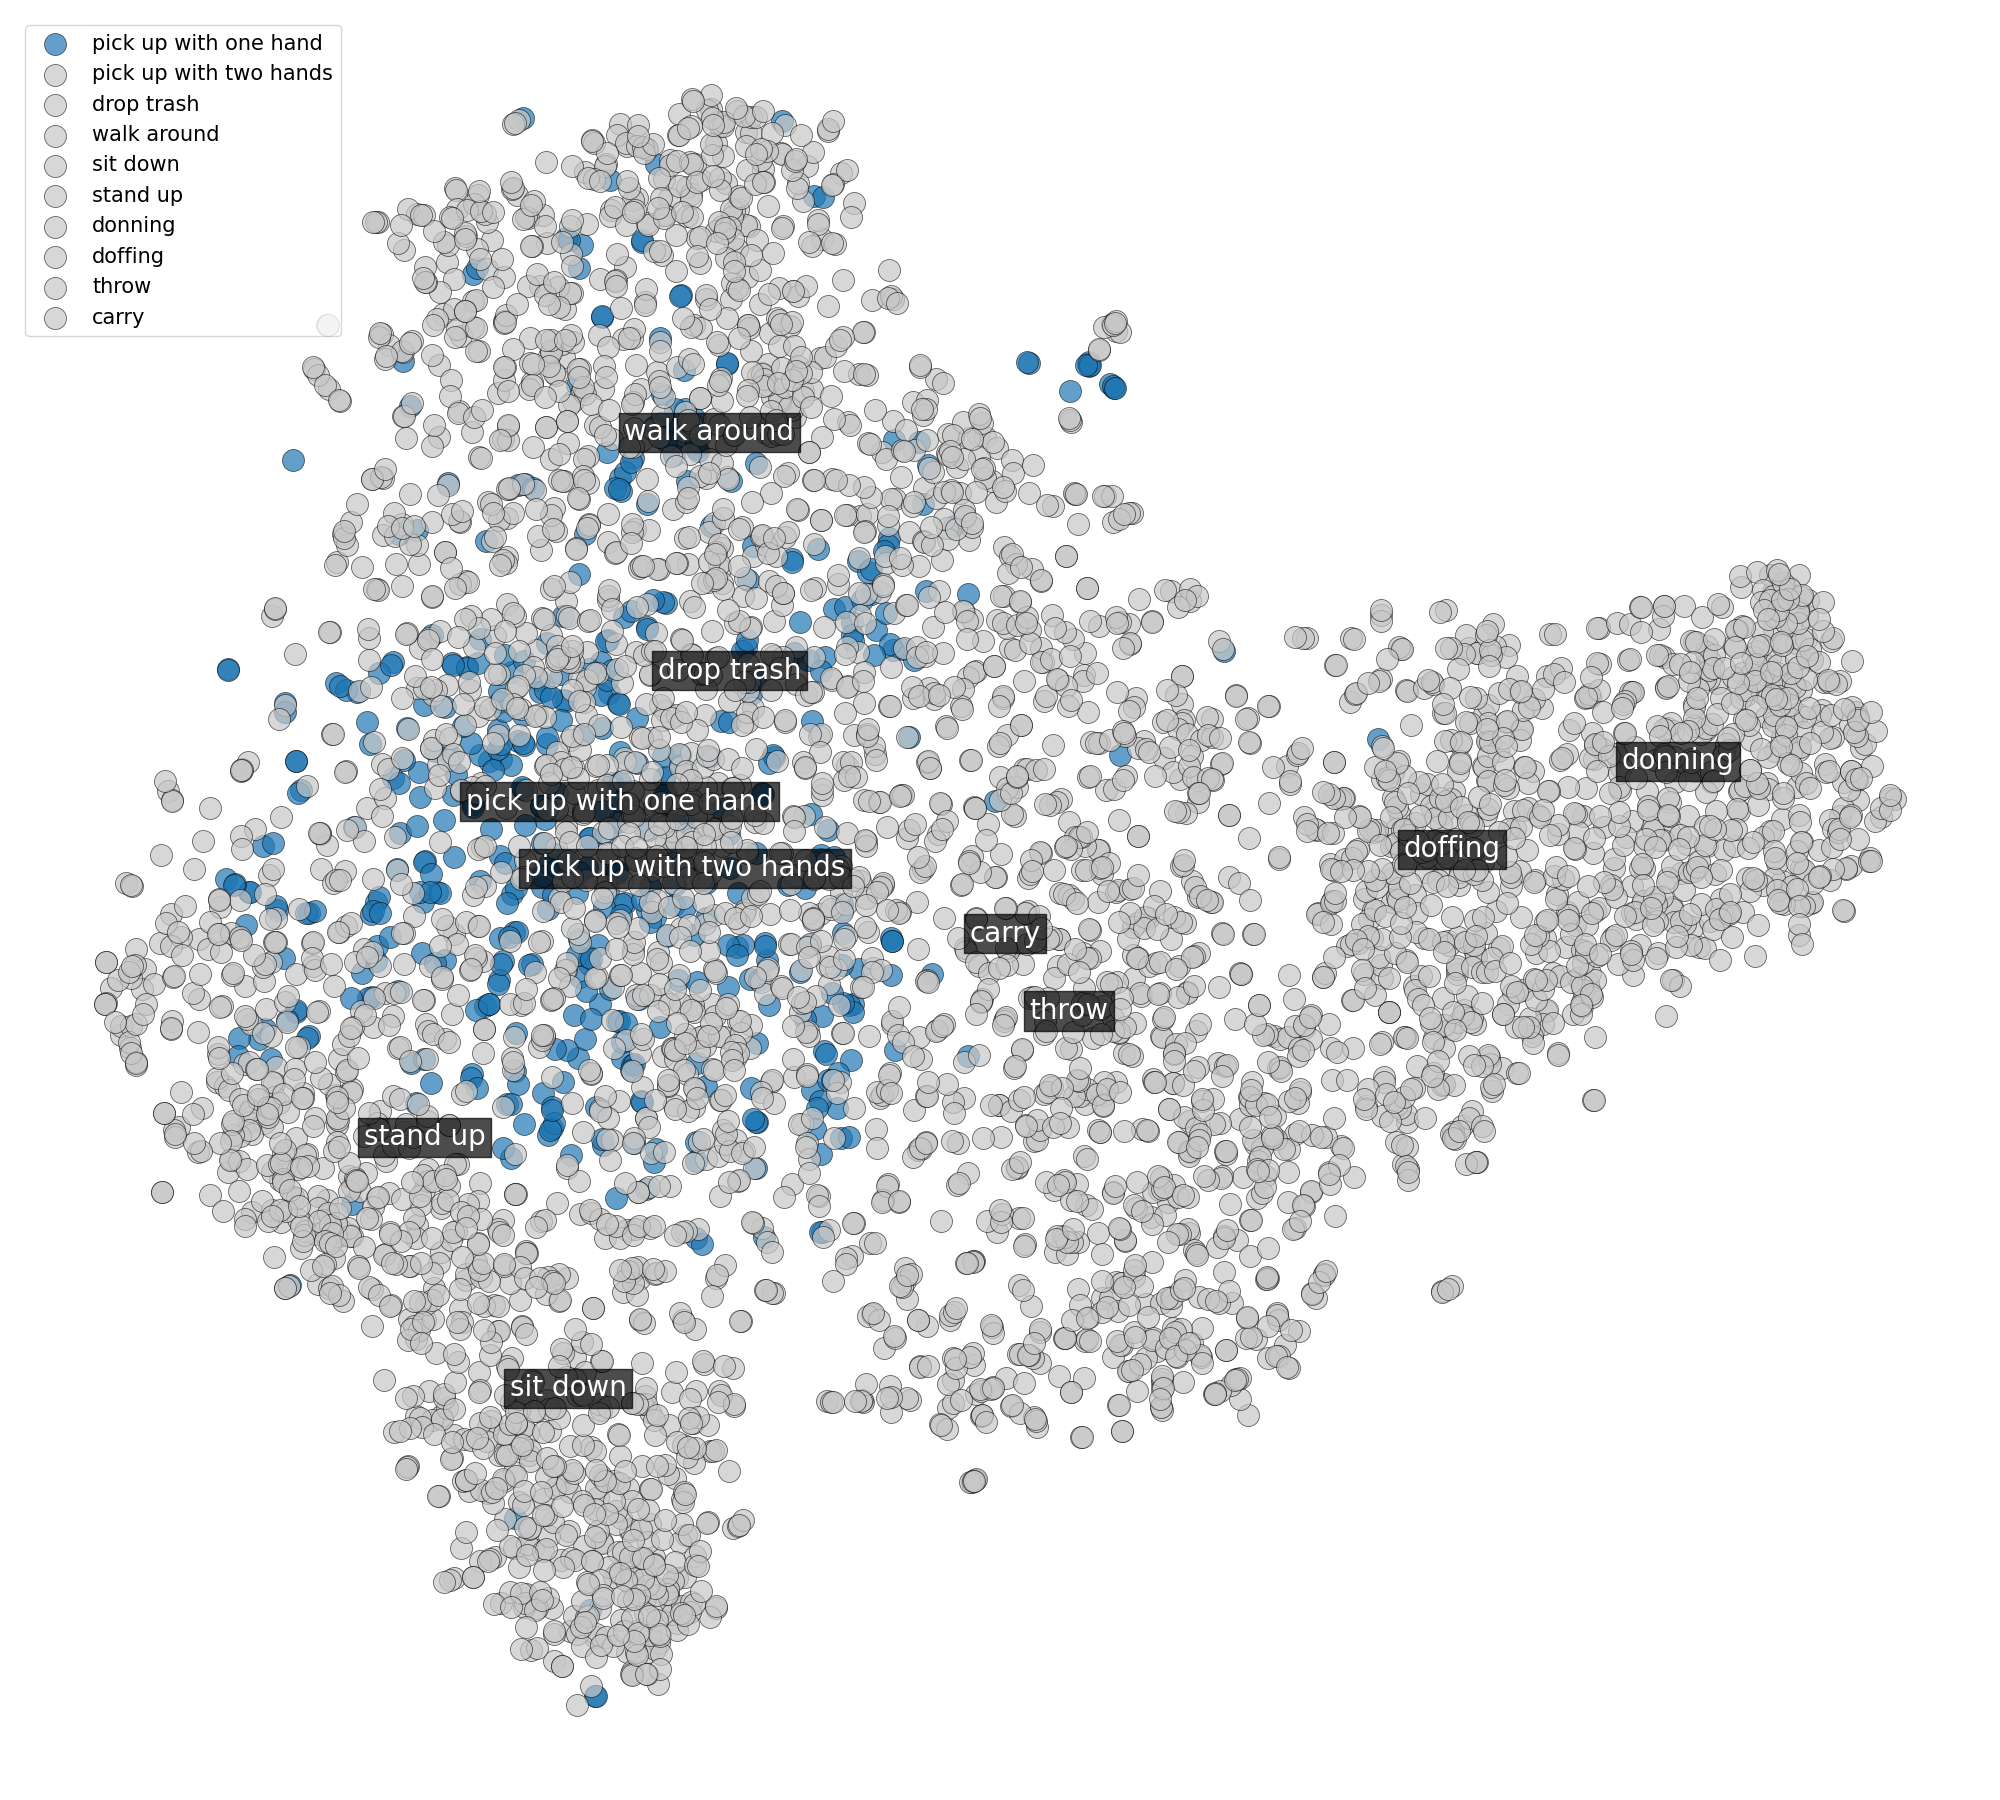 pick up with one hand
pick up with two hands
drop trash
walk around
sit down
stand up
donning
doffing
throw
carry
walk around
drop trash
donning
pick up with one hand
doffing
pick up with two hands
carry
throw
stand up
sit down